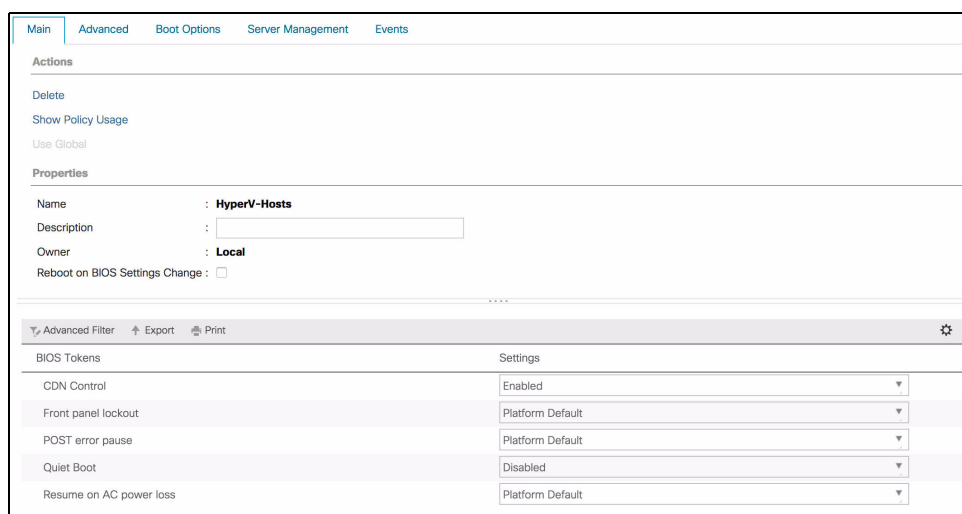 Main Advanced Boot Options Server Management Events
Actions
Delete
Show Policy Usage
Use Global
Properties
Name : HyperV-Hosts
Description :
Owner : Local
Reboot on BIOS Settings Change :
Advanced Filter Export Print
BIOS Tokens Settings
CDN Control Enabled
Front panel lockout Platform Default
POST error pause Platform Default
Quiet Boot Disabled
Resume on AC power loss Platform Default